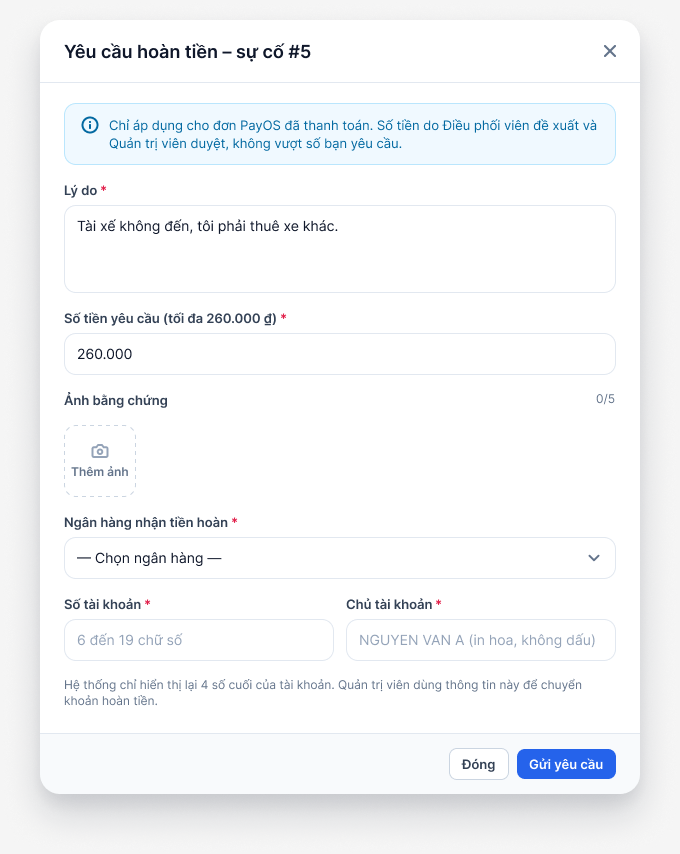 Yêu cầu hoàn tiền – sự cố #5
Chỉ áp dụng cho đơn PayOS đã thanh toán. Số tiền do Điều phối viên đề xuất và
Quản trị viên duyệt, không vượt số bạn yêu cầu.
Lý do *
Tài xế không đến, tôi phải thuê xe khác.
Số tiền yêu cầu (tối đa 260.000 ₫) *
260.000
Ảnh bằng chứng 0/5
Thêm ảnh
Ngân hàng nhận tiền hoàn *
— Chọn ngân hàng —
Số tài khoản * Chủ tài khoản *
6 đến 19 chữ số NGUYEN VAN A (in hoa, không dấu)
Hệ thống chỉ hiển thị lại 4 số cuối của tài khoản. Quản trị viên dùng thông tin này để chuyển
khoản hoàn tiền.
Đóng Gửi yêu cầu